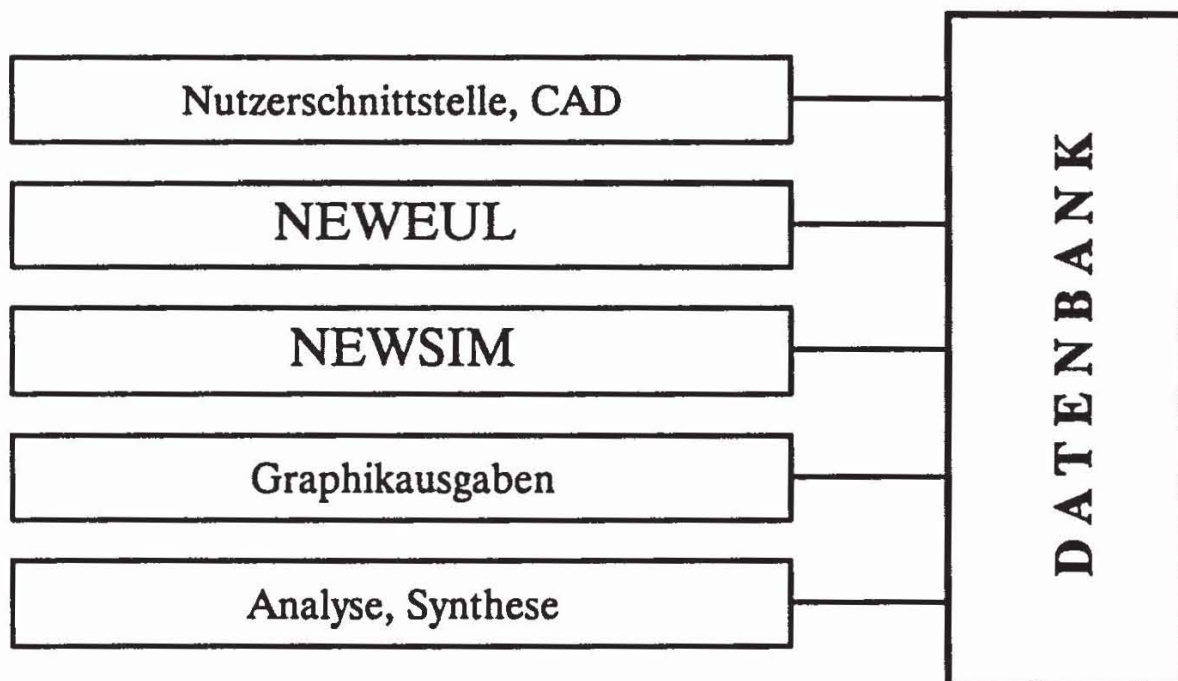 Nutzerschnittstelle, CAD
NEWEUL
NEWSIM
Graphikausgaben
Analyse, Synthese
DATENBANK